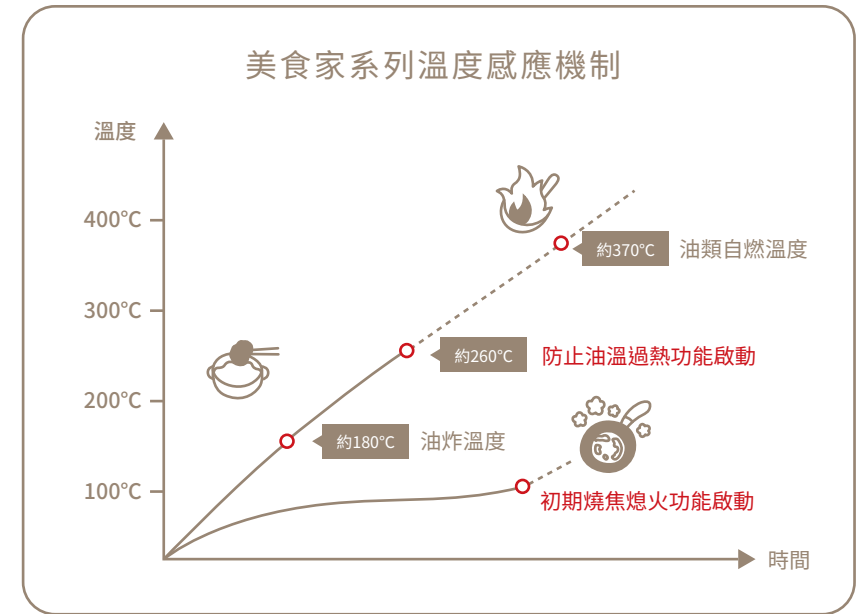 美食家系列溫度感應機制
溫度
400℃
約370℃ 油類自燃溫度
300℃
約260℃ 防止油溫過熱功能啟動
200℃
約180℃ 油炸溫度
100℃
初期燒焦熄火功能啟動
時間